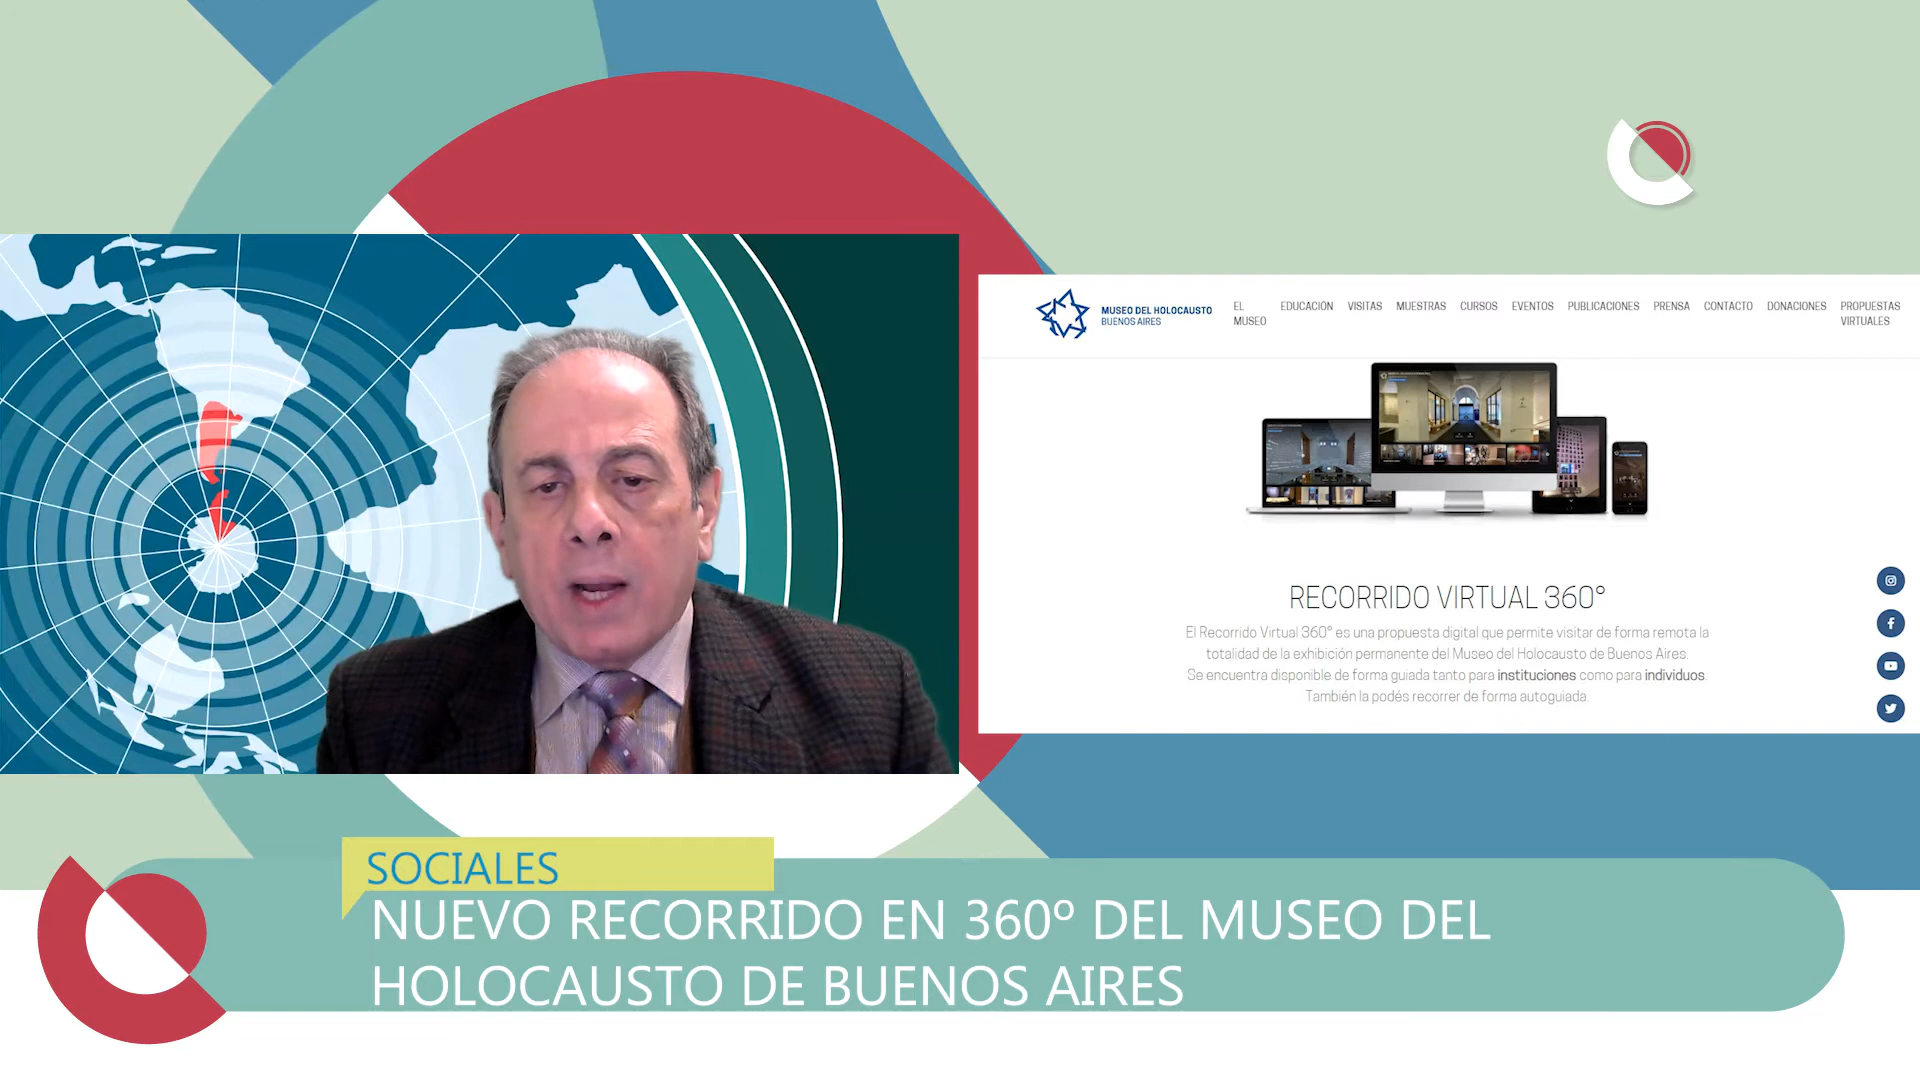 MUSEO DEL HOLOCAUSTO
BUENOS AIRES
EL
MUSEO
EDUCACIÓN
VISITAS
MUESTRAS
CURSOS
EVENTOS
PUBLICACIONES
PRENSA
CONTACTO
DONACIONES
PROPUESTAS
VIRTUALES
RECORRIDO VIRTUAL 360°
El Recorrido Virtual 360° es una propuesta digital que permite visitar de forma remota la
totalidad de la exhibición permanente del Museo del Holocausto de Buenos Aires.
Se encuentra disponible de forma guiada tanto para instituciones como para individuos.
También la podés recorrer de forma autoguiada.
SOCIALES
NUEVO RECORRIDO EN 360º DEL MUSEO DEL
HOLOCAUSTO DE BUENOS AIRES